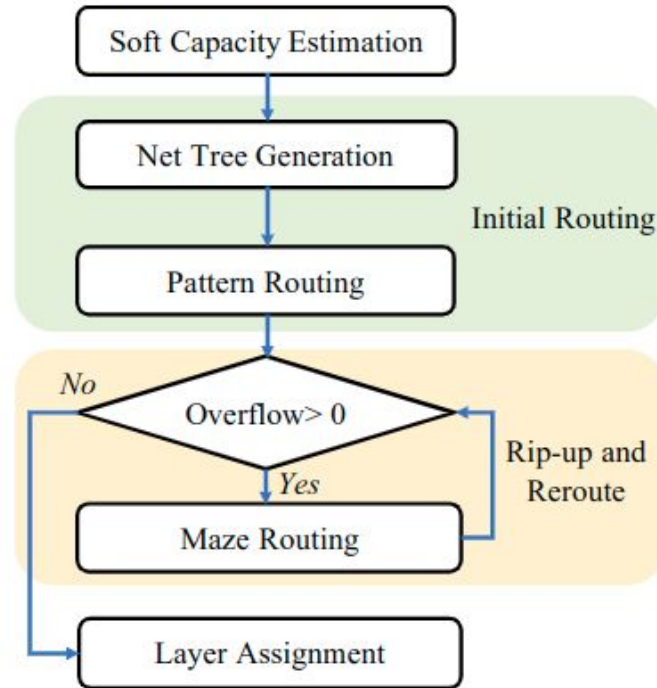 Soft Capacity Estimation
Net Tree Generation
Initial Routing
Pattern Routing
No
Overflow> 0
Yes
Rip-up and
Reroute
Maze Routing
Layer Assignment